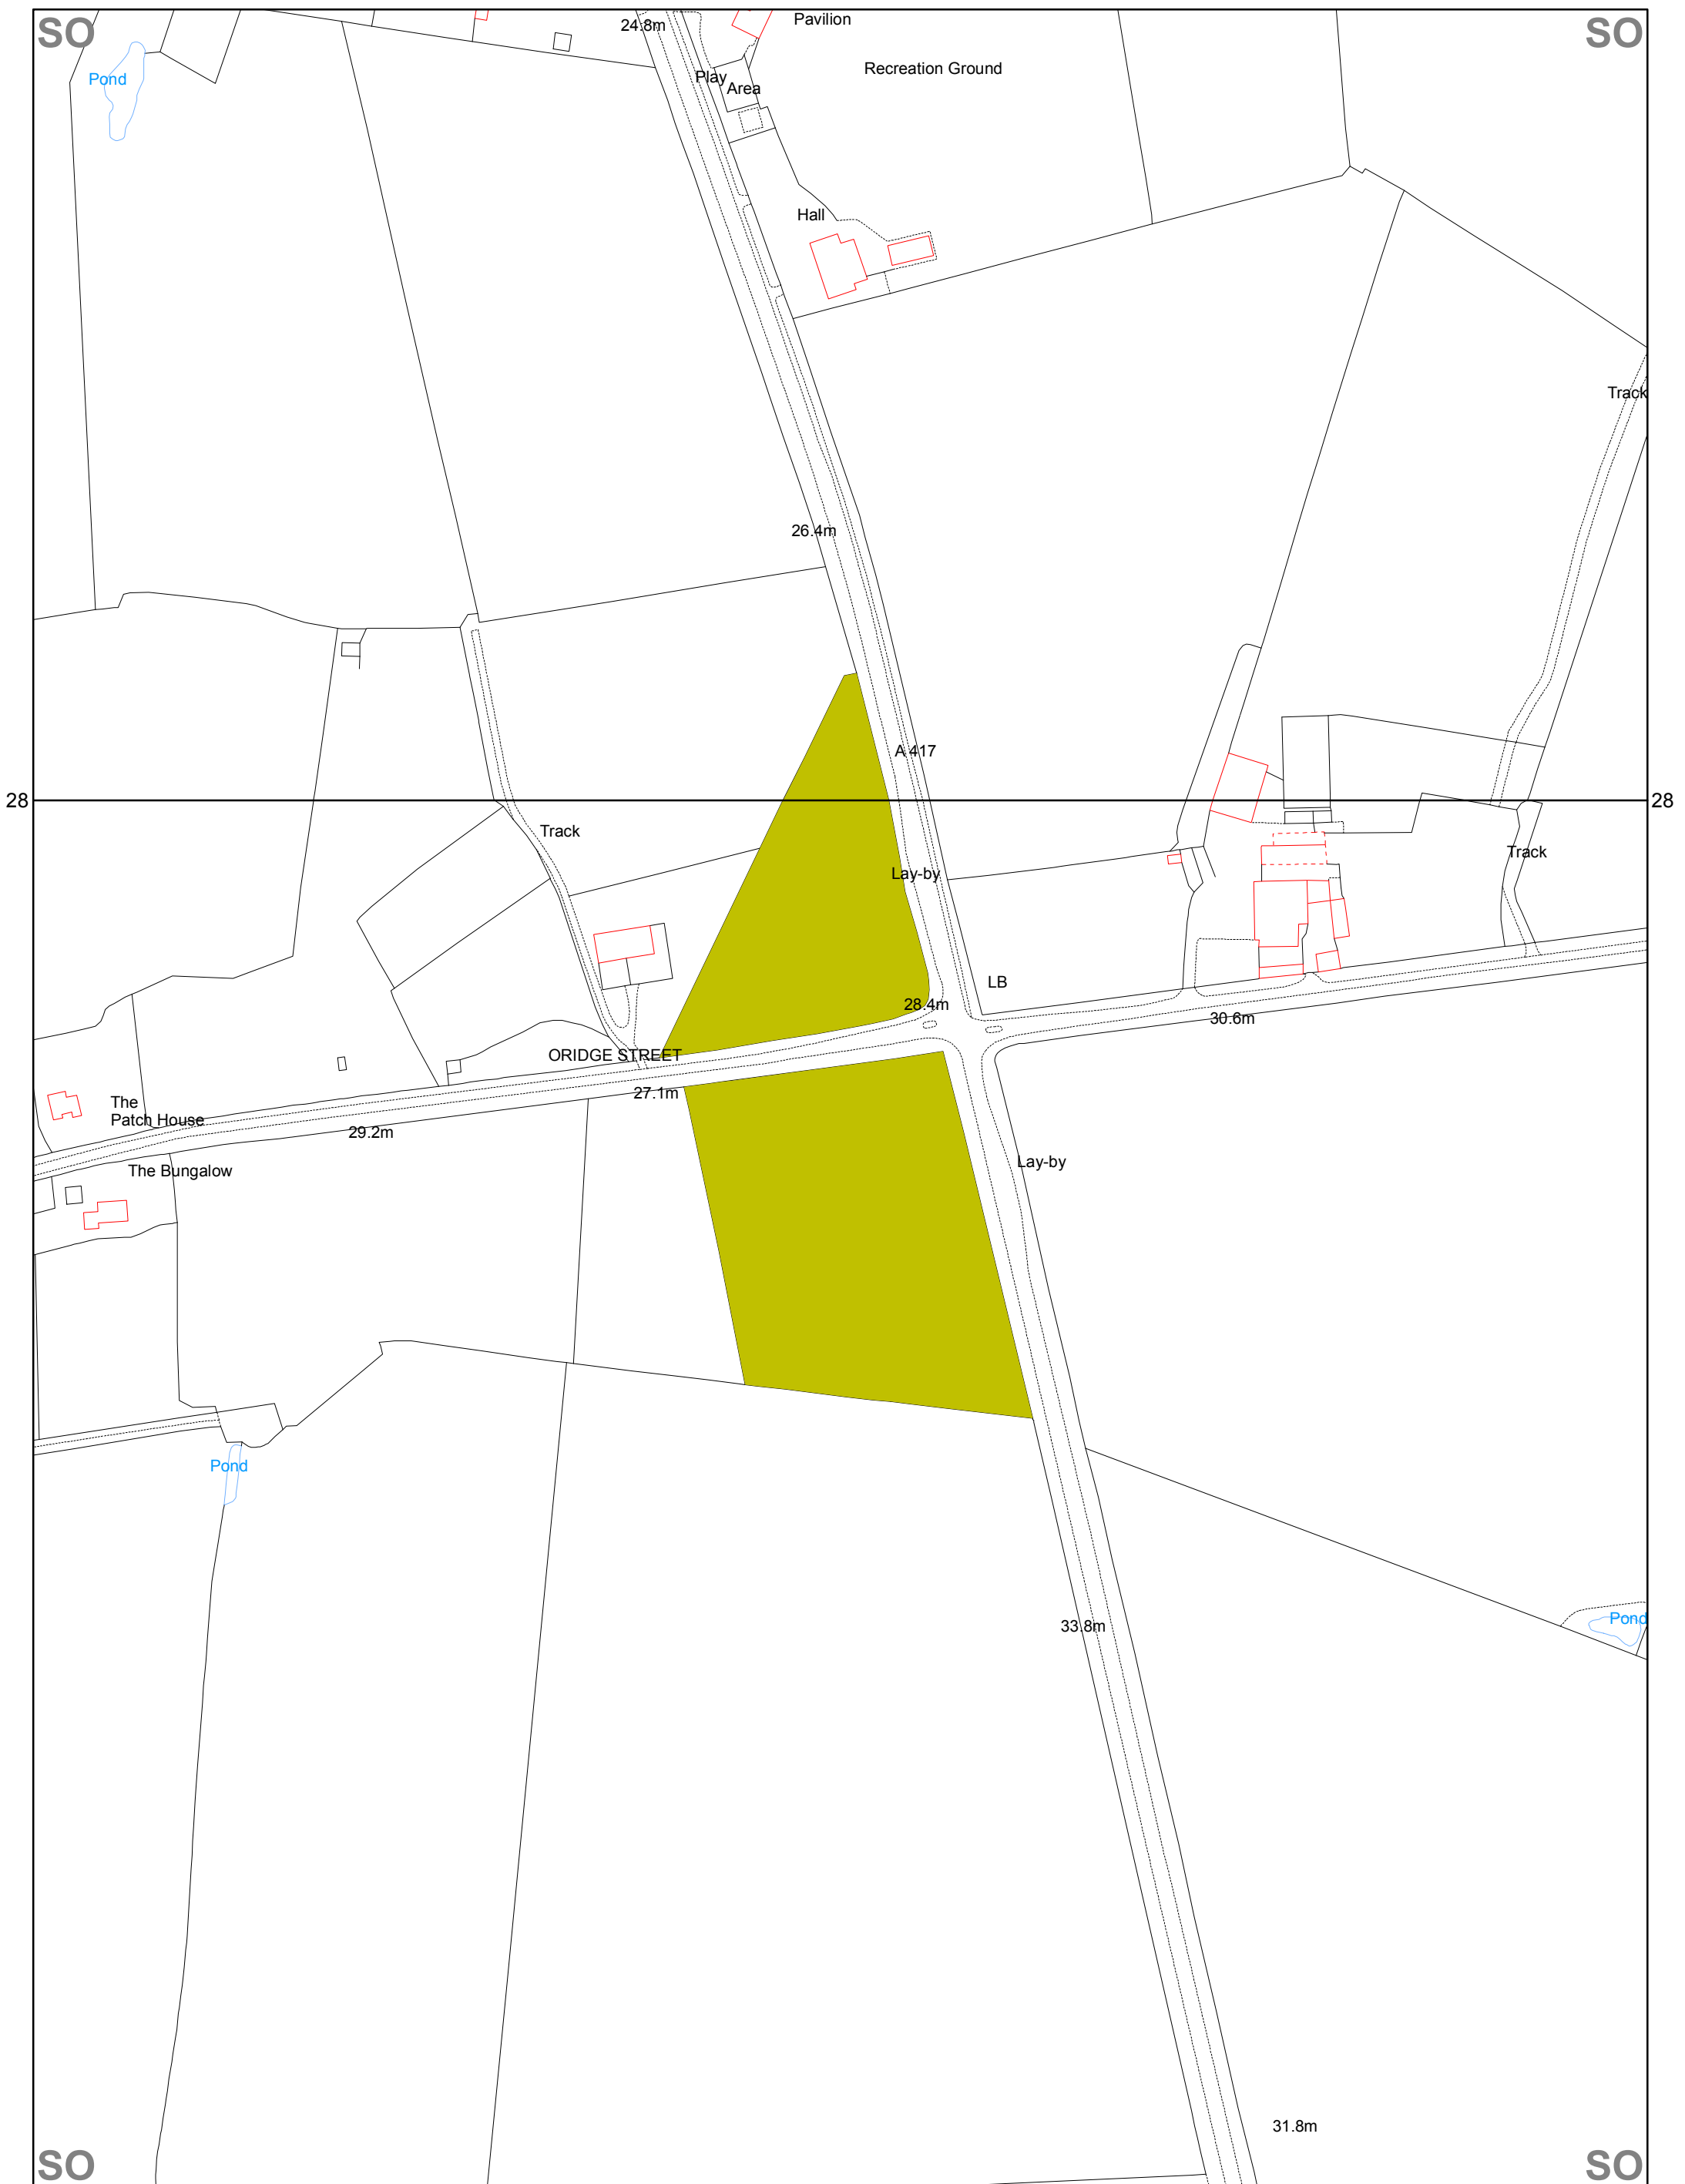 SO
SO
24.8m
Pavilion
Recreation Ground
Pond
Play
Area
Hall
Track
26.4m
A 417
28
28
Track
Track
Lay-by
LB
28.4m
30.6m
ORIDGE STREET
27.1m
The
Patch House
29.2m
Lay-by
The Bungalow
Pond
Pond
33.8m
31.8m
SO
SO